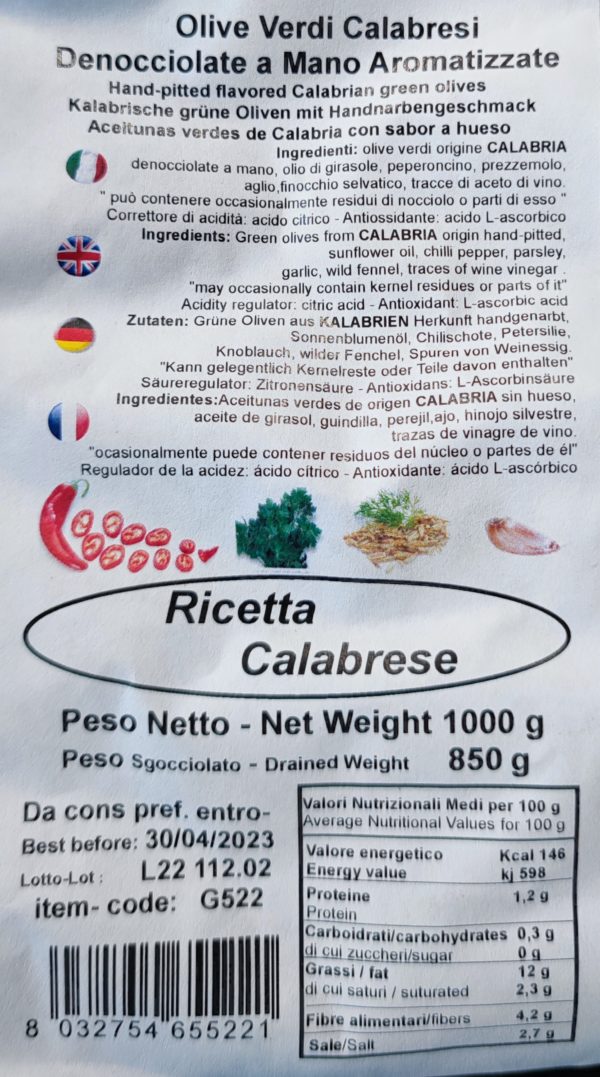 Olive Verdi Calabresi
Denocciolate a Mano Aromatizzate
Hand-pitted flavored Calabrian green olives
Kalabrische grüne Oliven mit Handnarbengeschmack
Aceitunas verdes de Calabria con sabor a hueso
Ingredienti: olive verdi origine CALABRIA
denocciolate a mano, olio di girasole, peperoncino, prezzemolo,
aglio,finocchio selvatico, tracce di aceto di vino.
" può contenere occasionalmente residui di nocciolo o parti di esso "
Correttore di acidità: acido citrico - Antiossidante: acido L-ascorbico
Ingredients: Green olives from CALABRIA origin hand-pitted,
sunflower oil, chilli pepper, parsley,
garlic, wild fennel, traces of wine vinegar .
"may occasionally contain kernel residues or parts of it"
Acidity regulator: citric acid - Antioxidant: L-ascorbic acid
Zutaten: Grüne Oliven aus KALABRIEN Herkunft handgenarbt,
Sonnenblumenöl, Chilischote, Petersilie,
Knoblauch, wilder Fenchel, Spuren von Weinessig.
"Kann gelegentlich Kernelreste oder Teile davon enthalten"
Säureregulator: Zitronensäure - Antioxidans: L-Ascorbinsäure
Ingredientes:Aceitunas verdes de origen CALABRIA sin hueso,
aceite de girasol, guindilla, perejil,ajo, hinojo silvestre,
trazas de vinagre de vino.
"ocasionalmente puede contener residuos del núcleo o partes de él"
Regulador de la acidez: ácido cítrico - Antioxidante: ácido L-ascórbico
Ricetta
Calabrese
Peso Netto - Net Weight 1000 g
Peso Sgocciolato - Drained Weight 850 g
Da cons pref. entro-
Best before: 30/04/2023
Lotto-Lot : L22 112.02
item- code: G522
8 032754 655221
Valori Nutrizionali Medi per 100 g
Average Nutritional Values for 100 g
Valore energetico Kcal 146
Energy value kj 598
Proteine 1,2 g
Protein
Carboidrati/carbohydrates 0,3 g
di cui zuccheri/sugar 0 g
Grassi / fat 12 g
di cui saturi / suturated 2,3 g
Fibre alimentari/fibers 4,2 g
Sale/Salt 2,7 g